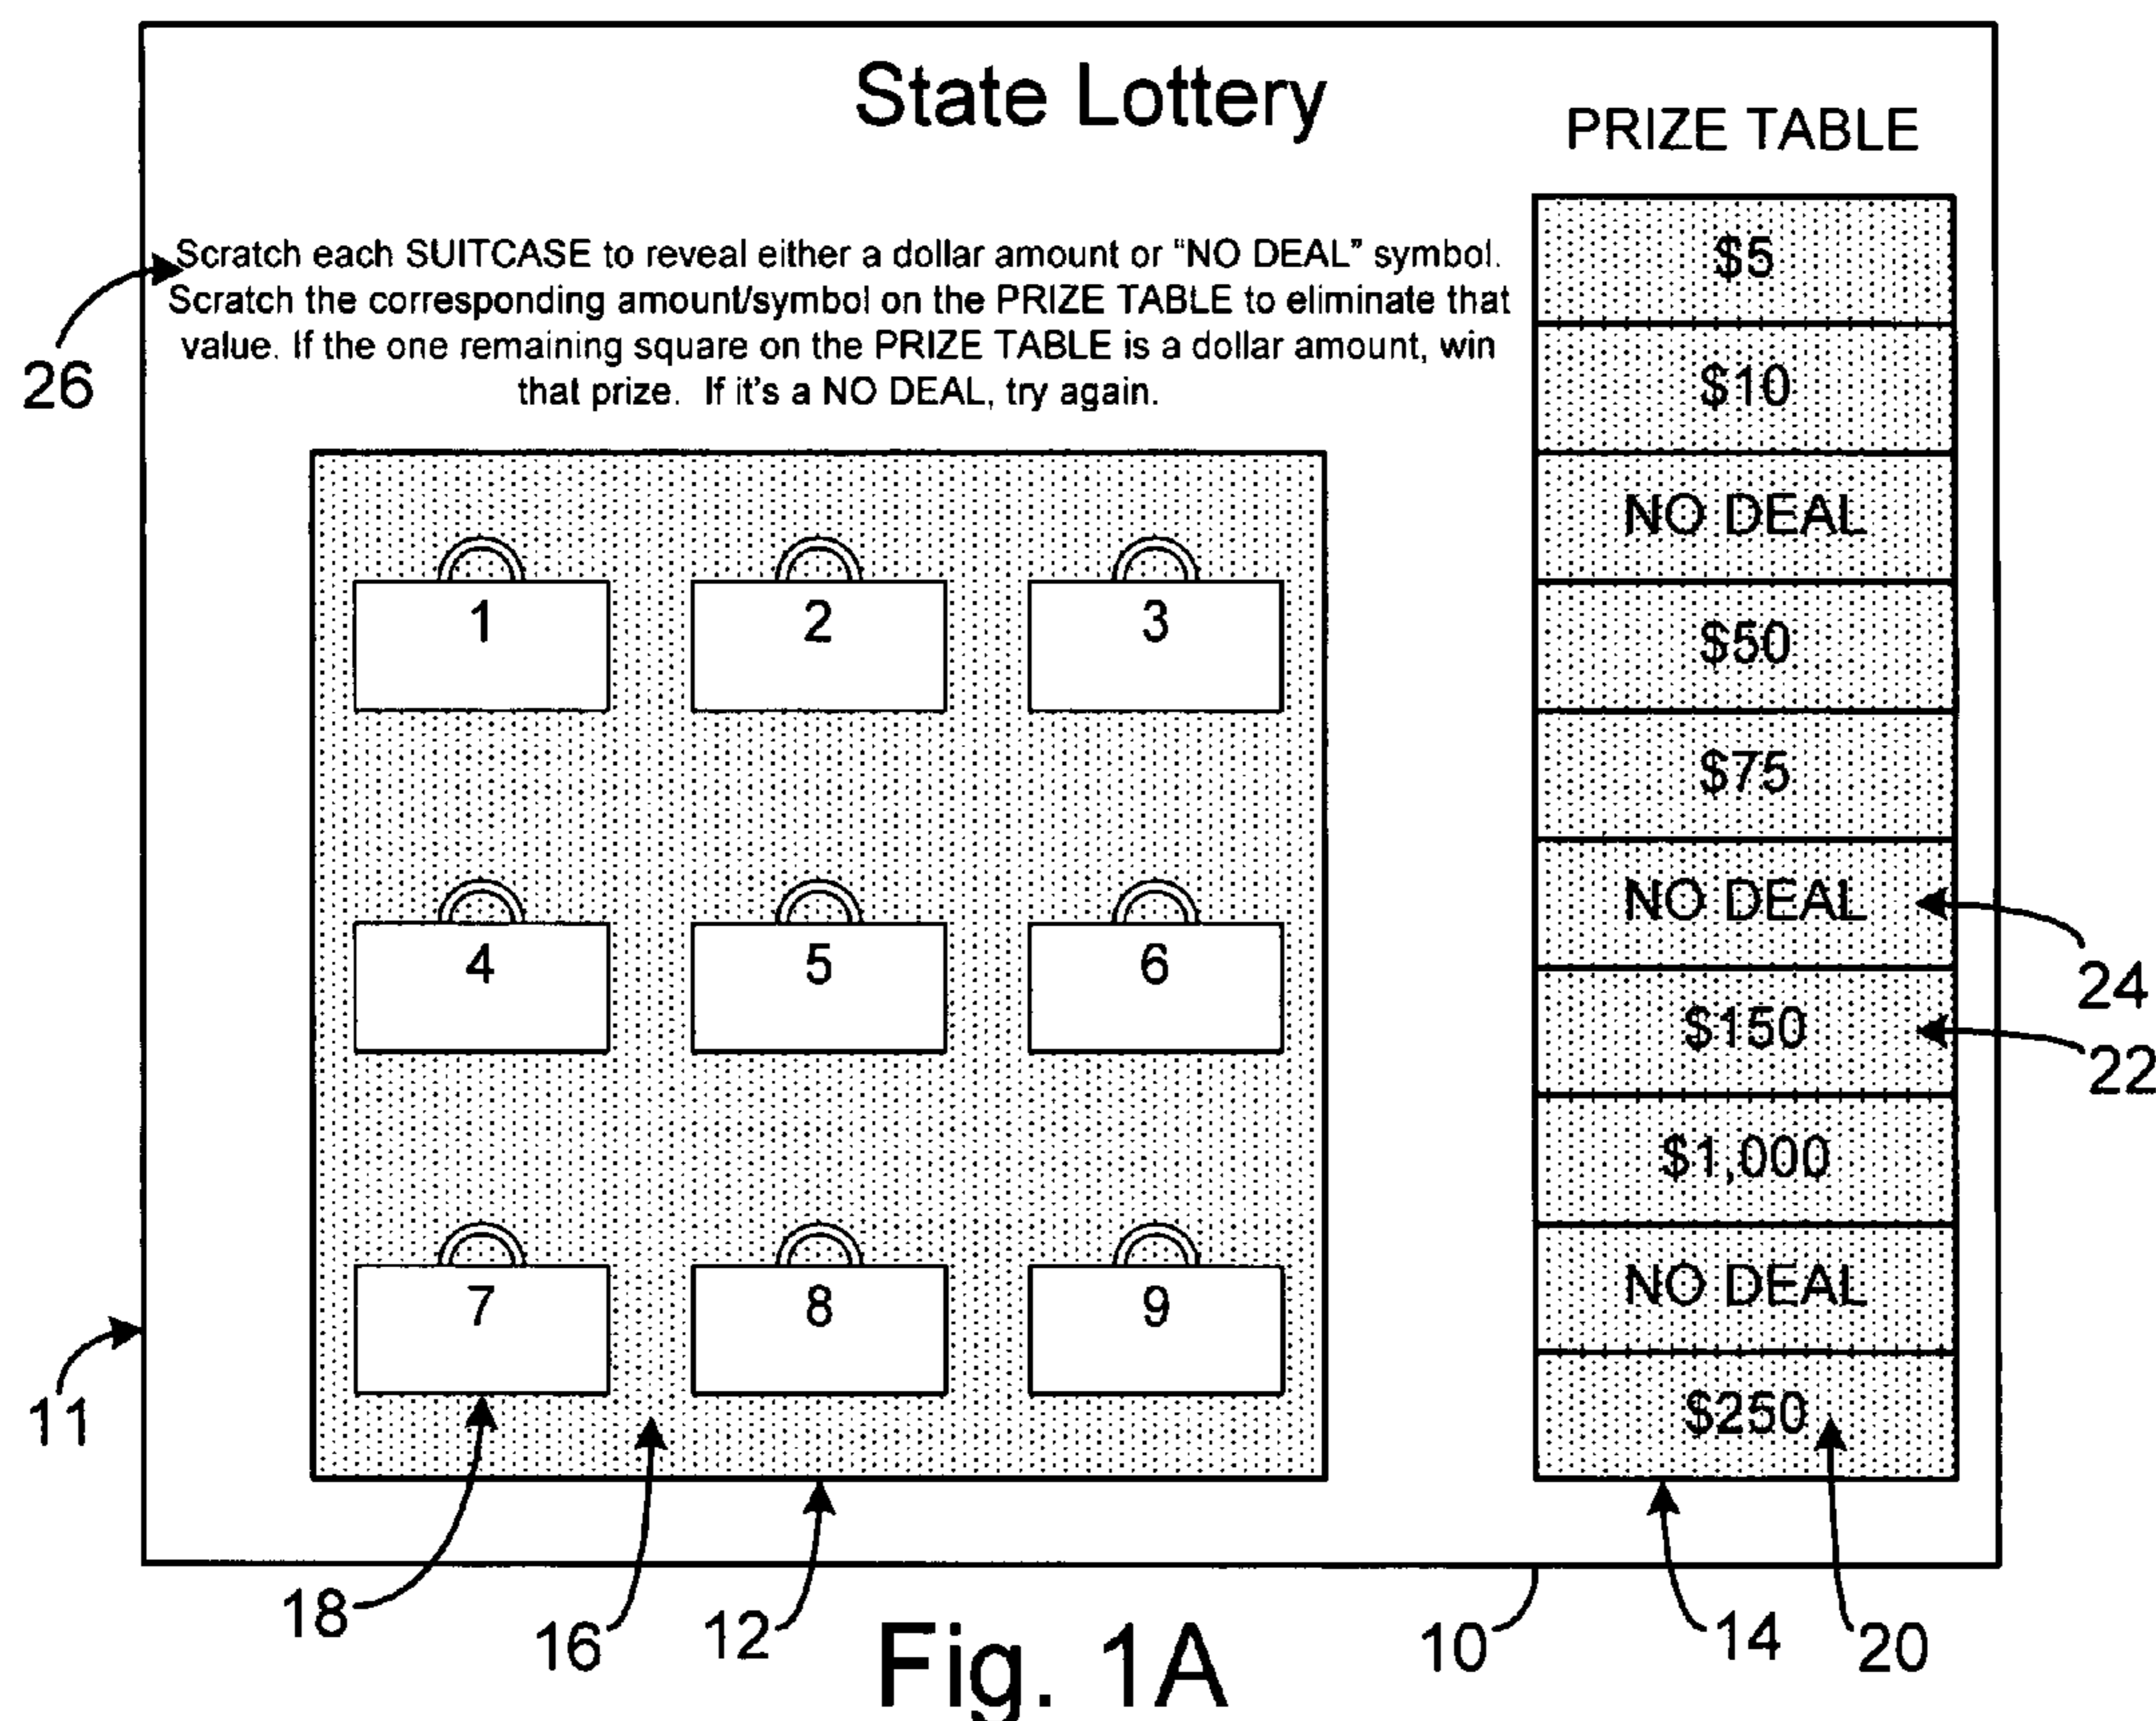 State Lottery
PRIZE TABLE
Scratch each SUITCASE to reveal either a dollar amount or "NO DEAL" symbol.
Scratch the corresponding amount/symbol on the PRIZE TABLE to eliminate that
value. If the one remaining square on the PRIZE TABLE is a dollar amount, win
that prize. If it's a NO DEAL, try again.
26
1
2
3
4
5
6
7
8
9
$5
$10
NO DEAL
$50
$75
NO DEAL
$150
$1,000
NO DEAL
$250
24
22
11
18
16
12
10
14
20
Fig. 1A